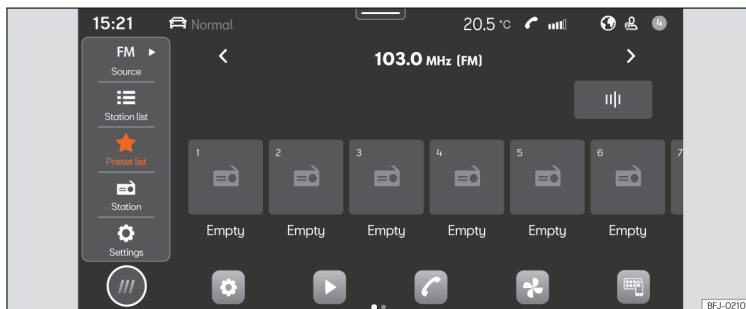 15:21 Normal 20.5 °C 4
FM
Source
103.0 MHz (FM)
Station list
Preset list
1 2 3 4 5 6 7
Empty Empty Empty Empty Empty Empty
Station
Settings
BFJ-0210